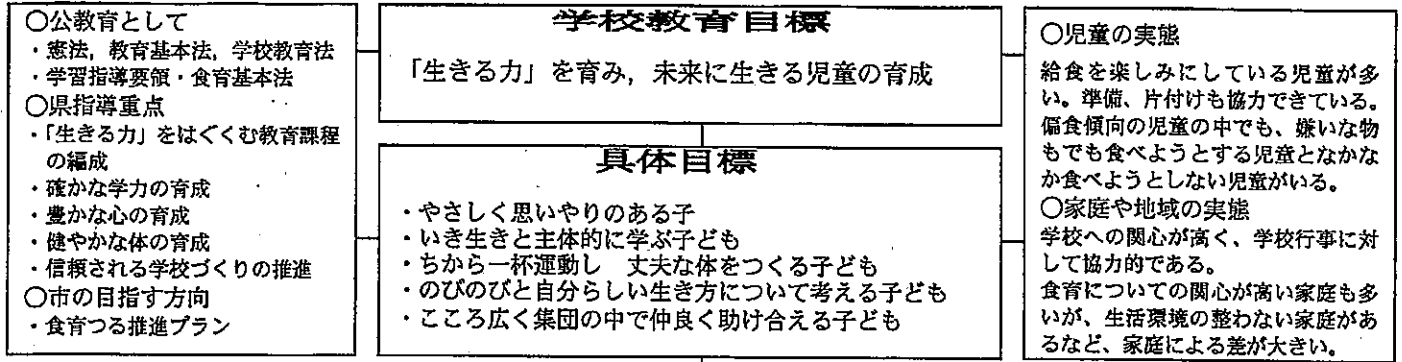 ○公教育として
・憲法，教育基本法，学校教育法
・学習指導要領・食育基本法
○県指導重点
・「生きる力」をはぐくむ教育課程
の編成
・確かな学力の育成
・豊かな心の育成
・健やかな体の育成
・信頼される学校づくりの推進
○市の目指す方向
・食育つる推進プラン
学校教育目標
「生きる力」を育み，未来に生きる児童の育成
具体目標
・やさしく思いやりのある子
・いき生きと主体的に学ぶ子ども
・ちから一杯運動し　丈夫な体をつくる子ども
・のびのびと自分らしい生き方について考える子ども
・こころ広く集団の中で仲良く助け合える子ども
○児童の実態
給食を楽しみにしている児童が多
い。準備、片付けも協力できている。
偏食傾向の児童の中でも、嫌いな物
もでも食べようとする児童となかな
か食べようとしない児童がいる。
○家庭や地域の実態
学校への関心が高く、学校行事に対
して協力的である。
食育についての関心が高い家庭も多
いが、生活環境の整わない家庭があ
るなど、家庭による差が大きい。